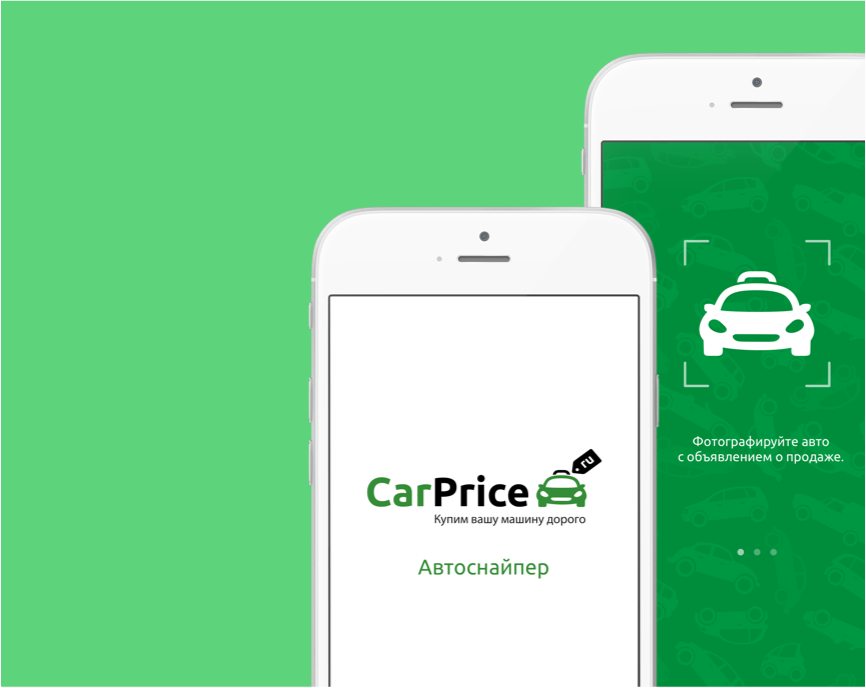 CarPrice
.ru
Купим вашу машину дорого
Автоснайпер
Фотографируйте авто
с объявлением о продаже.